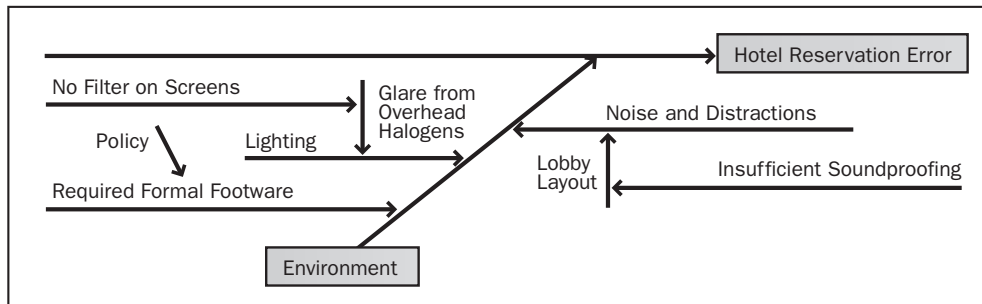 Hotel Reservation Error
No Filter on Screens
Glare from
Overhead
Halogens
Noise and Distractions
Policy
Lighting
Lobby
Layout
Insufficient Soundproofing
Required Formal Footware
Environment